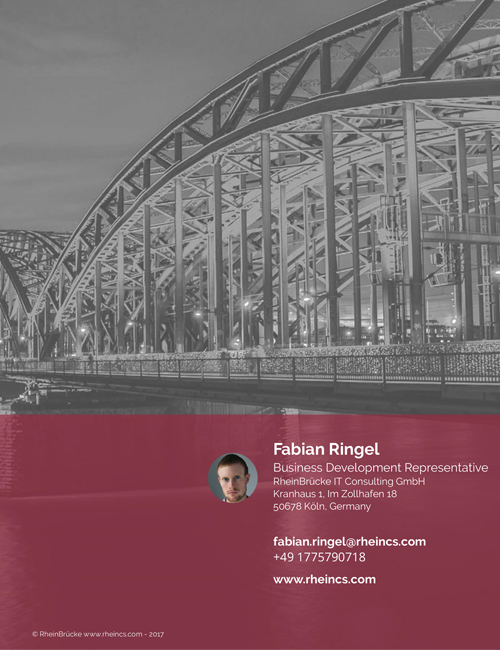 Fabian Ringel
Business Development Representative
RheinBrücke IT Consulting GmbH
Kranhaus 1, Im Zollhafen 18
50678 Köln, Germany
fabian.ringel@rheincs.com
+49 1775790718
www.rheincs.com
© RheinBrücke www.rheincs.com - 2017